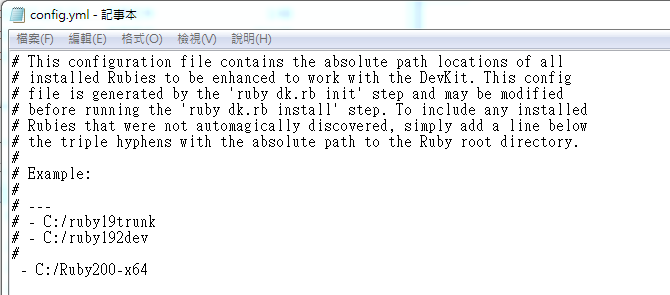 config.yml - 記事本
檔案(F) 編輯(E) 格式(O) 檢視(V) 說明(H)
# This configuration file contains the absolute path locations of all
# installed Rubies to be enhanced to work with the DevKit. This config
# file is generated by the 'ruby dk.rb init' step and may be modified
# before running the 'ruby dk.rb install' step. To include any installed
# Rubies that were not automagically discovered, simply add a line below
# the triple hyphens with the absolute path to the Ruby root directory.
#
# Example:
#
# ---
# - C:/ruby19trunk
# - C:/ruby192dev
#
- C:/Ruby200-x64